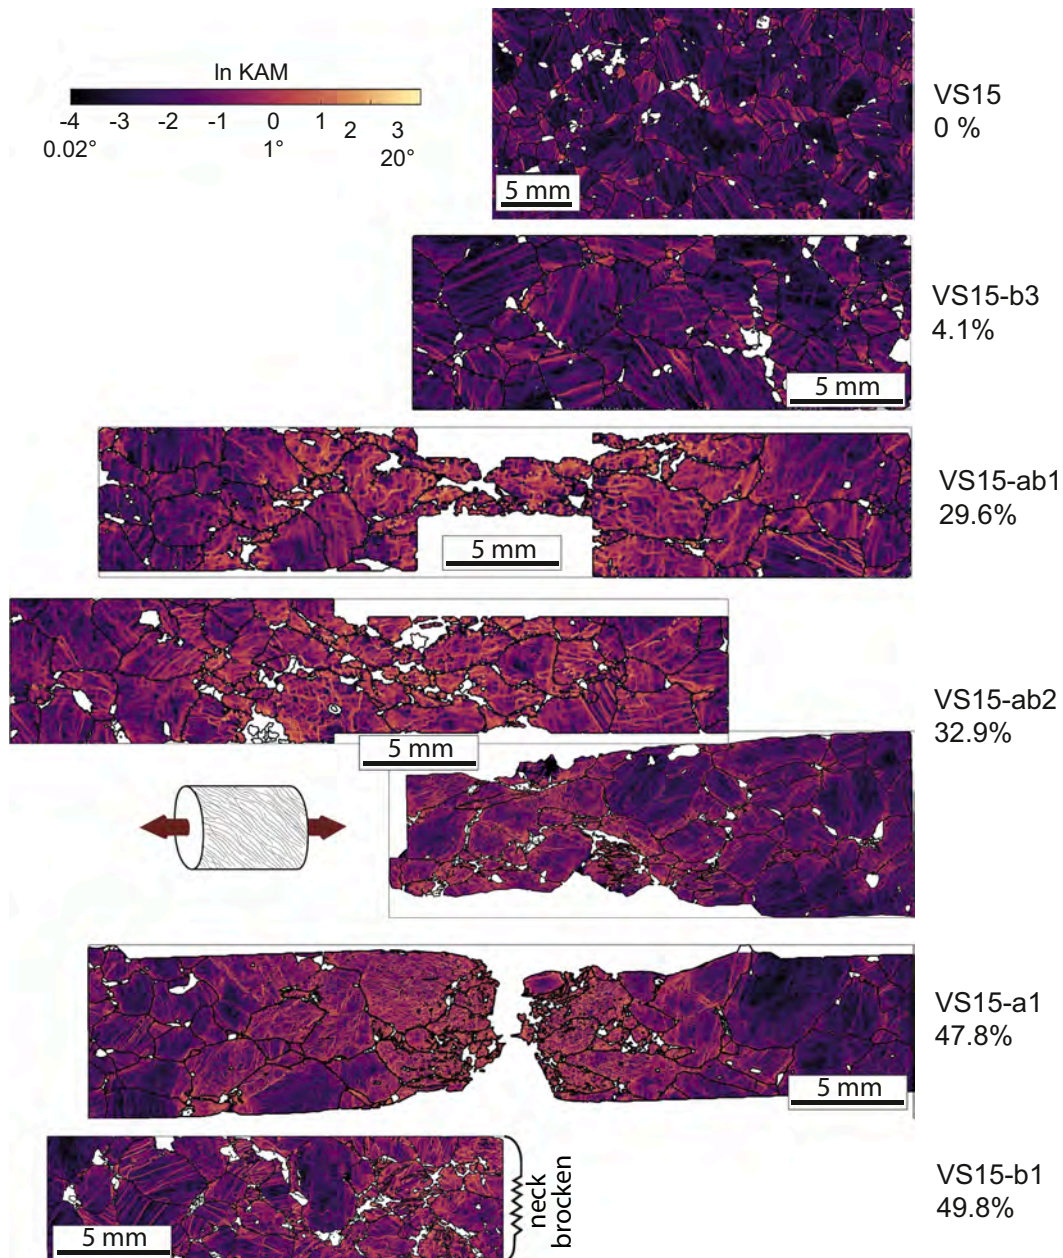 ln KAM
-4 -3 -2 -1 0 1 2 3
0.02° 1° 20°
VS15
0 %
5 mm
VS15-b3
4.1%
5 mm
VS15-ab1
29.6%
5 mm
VS15-ab2
32.9%
5 mm
VS15-a1
47.8%
5 mm
neck
brocken
VS15-b1
49.8%
5 mm